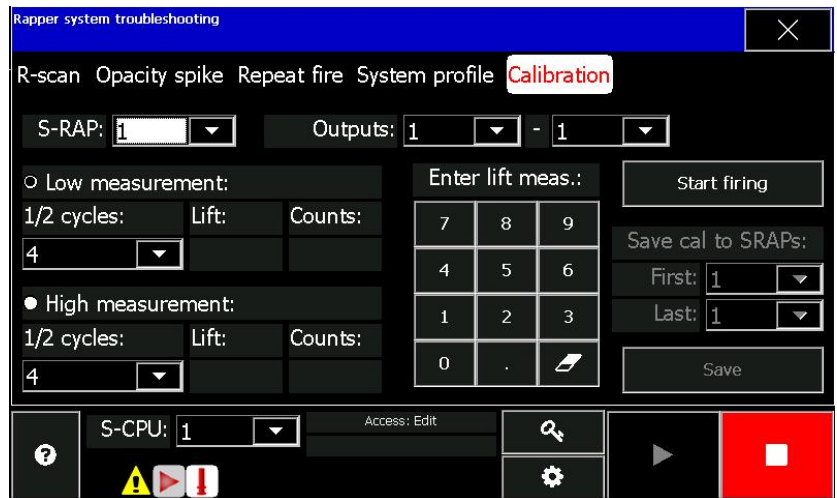 Rapper system troubleshooting
R-scan Opacity spike Repeat fire System profile Calibration
S-RAP: 1 Outputs: 1 - 1
Low measurement:
1/2 cycles: Lift: Counts:
4
High measurement:
1/2 cycles: Lift: Counts:
4
Enter lift meas.:
7 8 9
4 5 6
1 2 3
0 .
Start firing
Save cal to SRAPs:
First: 1
Last: 1
Save
S-CPU: 1
Access: Edit
?
!